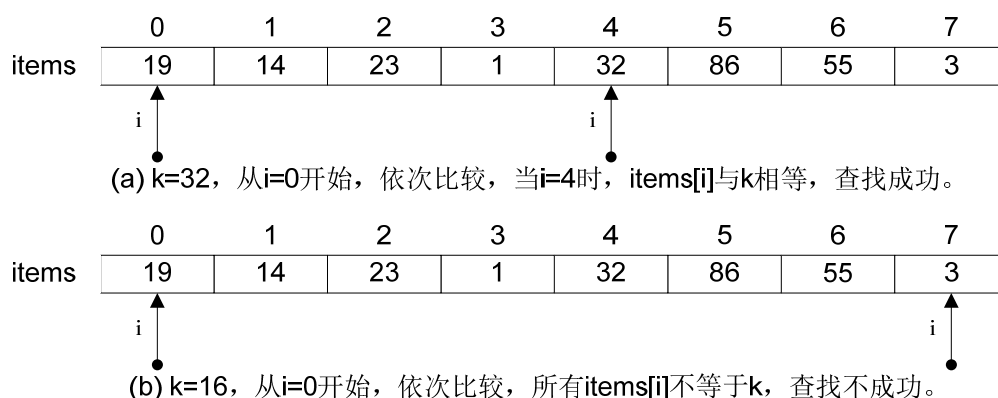 0 1 2 3 4 5 6 7
items 19 14 23 1 32 86 55 3
i i
(a) k=32，从i=0开始，依次比较，当i=4时，items[i]与k相等，查找成功。
0 1 2 3 4 5 6 7
items 19 14 23 1 32 86 55 3
i i
(b) k=16，从i=0开始，依次比较，所有items[i]不等于k，查找不成功。